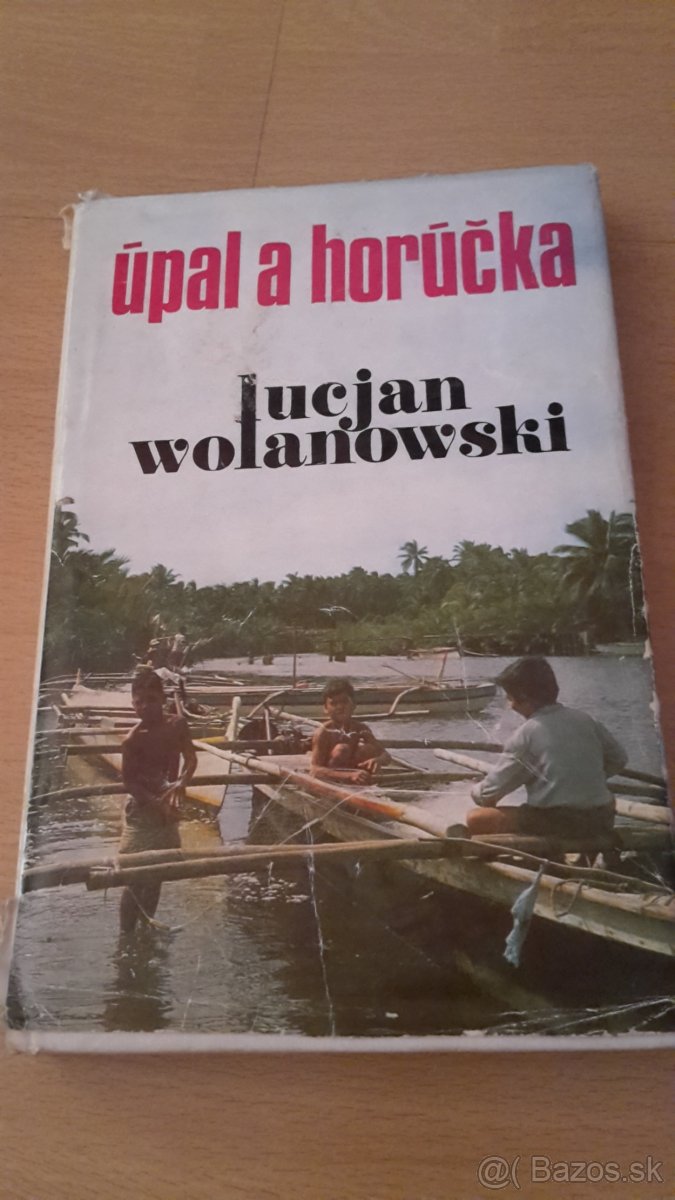 úpal a horúčka
lucjan
wolanowski
@( Bazos.sk